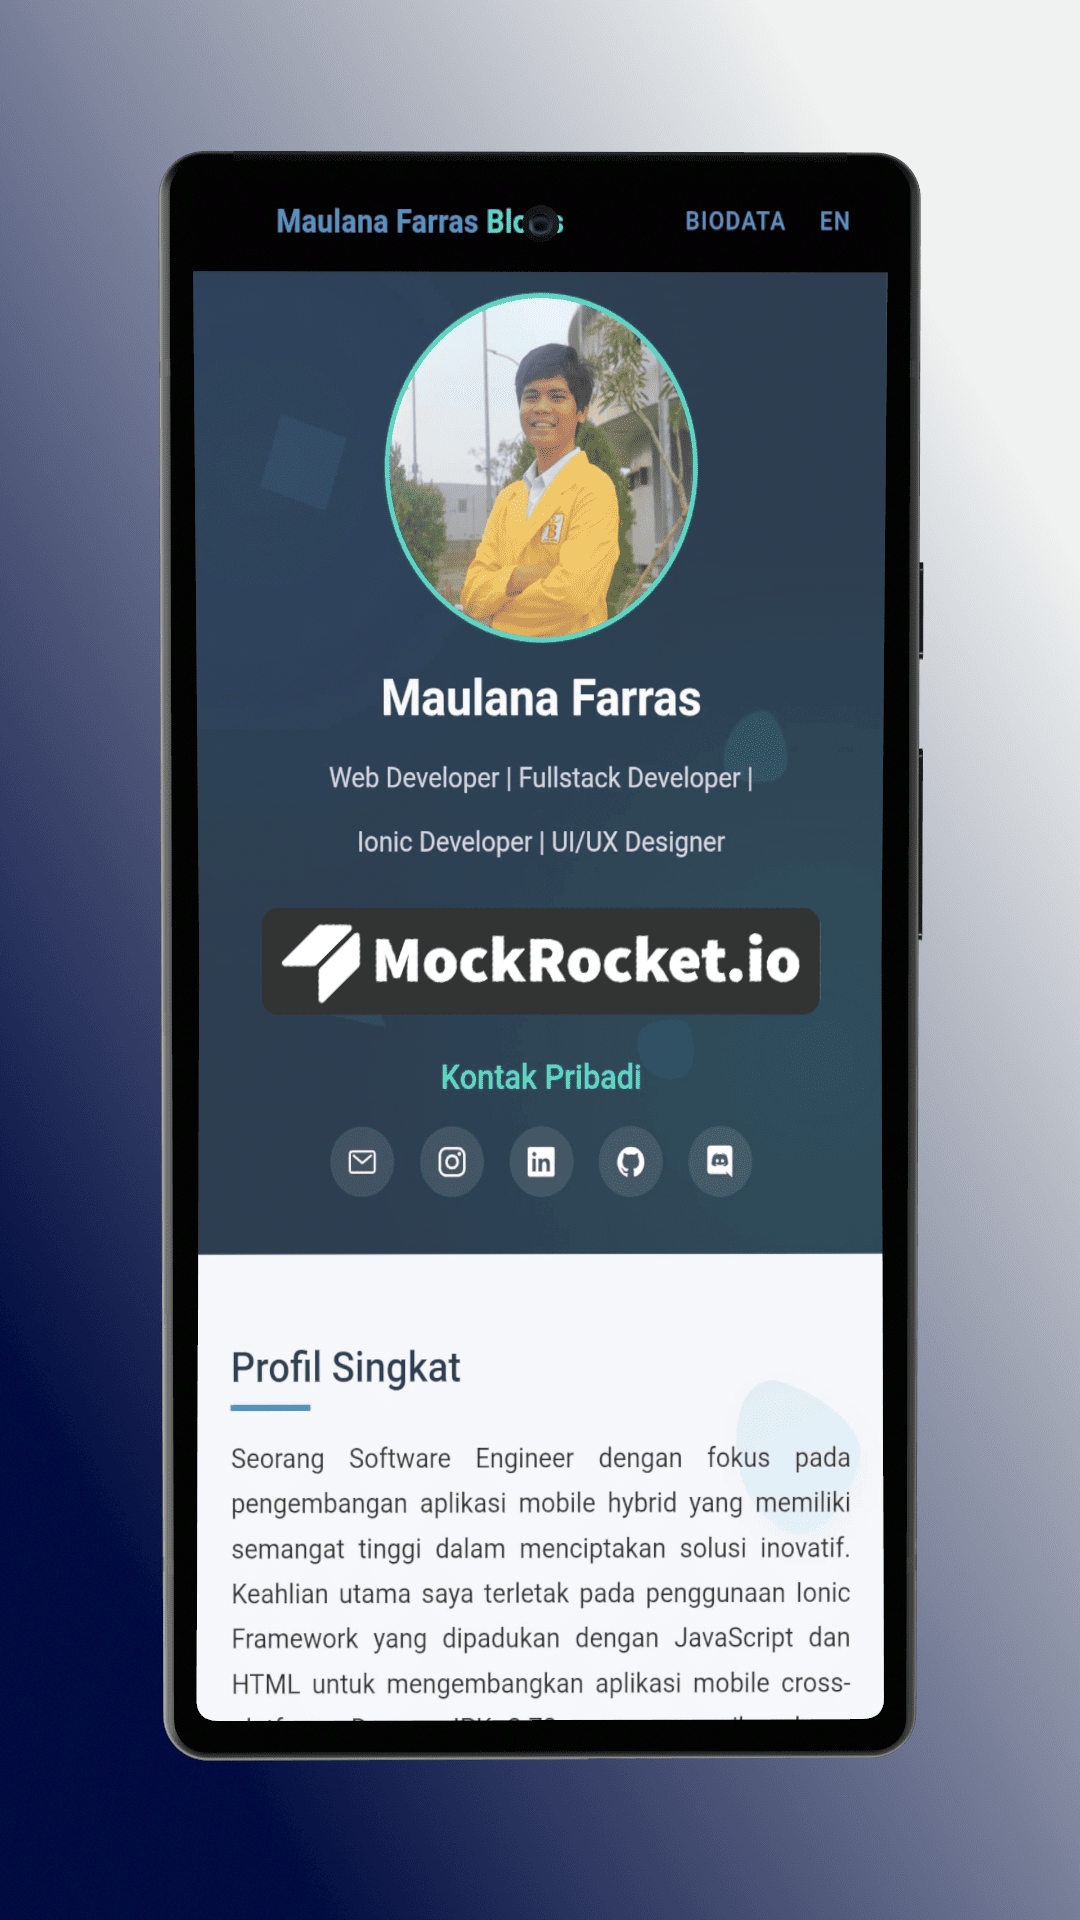 Maulana Farras
BIODATA EN
Maulana Farras
Web Developer | Fullstack Developer |
Ionic Developer | UI/UX Designer
MockRocket.io
Kontak Pribadi
in
Profil Singkat
Seorang Software Engineer dengan fokus pada
pengembangan aplikasi mobile hybrid yang memiliki
semangat tinggi dalam menciptakan solusi inovatif.
Keahlian utama saya terletak pada penggunaan Ionic
Framework yang dipadukan dengan JavaScript dan
HTML untuk mengembangkan aplikasi mobile cross-